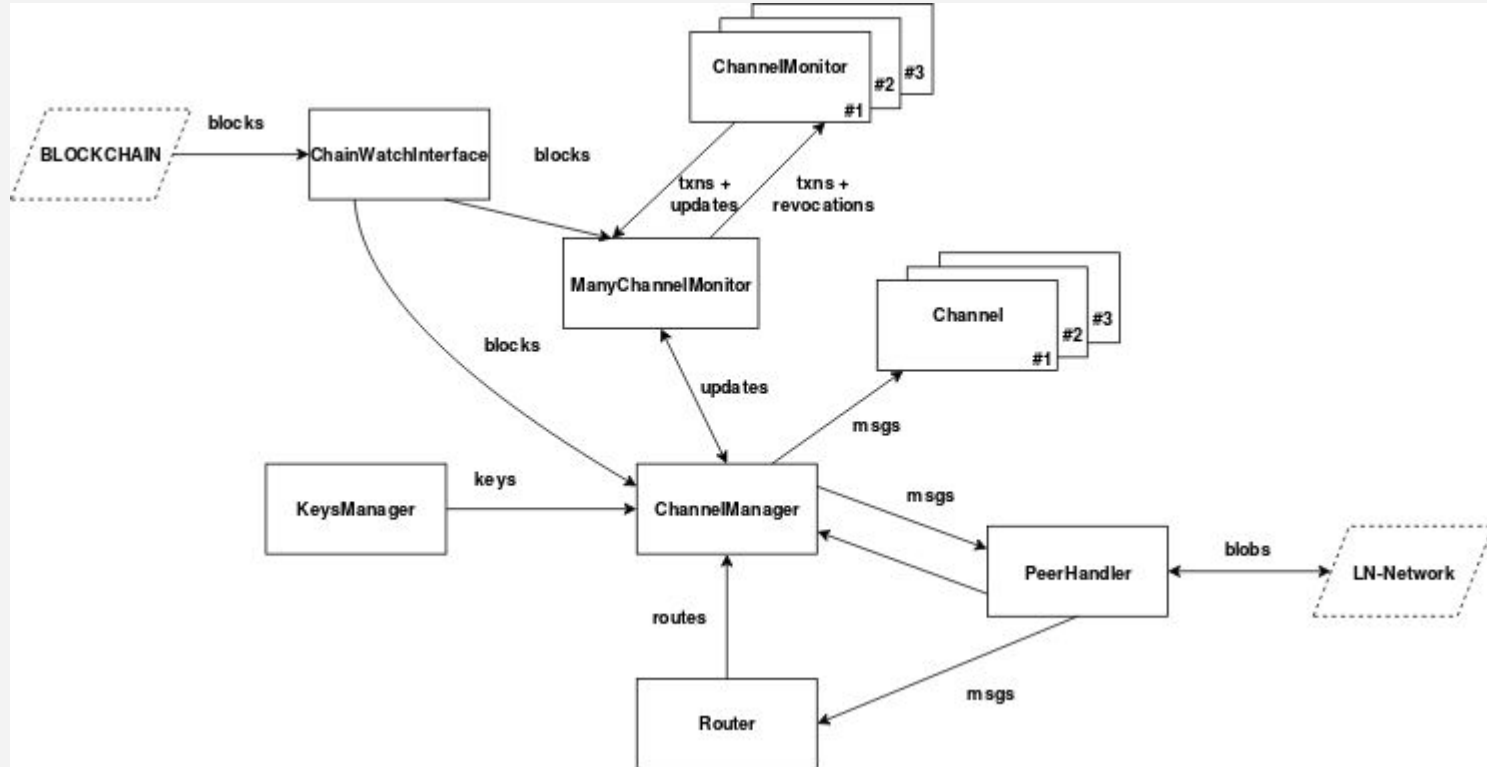 ChannelMonitor
#1
#2
#3
blocks
BLOCKCHAIN
ChainWatchInterface
blocks
txns +
updates
txns +
revocations
ManyChannelMonitor
Channel
#1
#2
#3
blocks
updates
msgs
keys
KeysManager
ChannelManager
msgs
PeerHandler
blobs
LN-Network
routes
msgs
Router